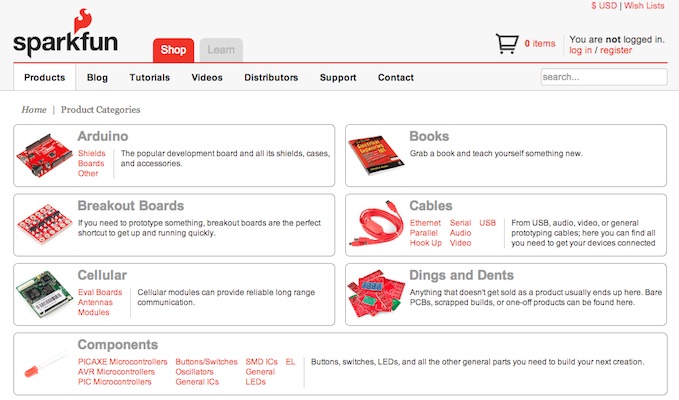 $ USD | Wish Lists
sparkfun
Shop
Learn
0 items
You are not logged in.
log in / register
Products
Blog
Tutorials
Videos
Distributors
Support
Contact
search...
Home | Product Categories
Arduino
Shields
Boards
Other
The popular development board and all its shields, cases,
and accessories.
Books
Grab a book and teach yourself something new.
Breakout Boards
If you need to prototype something, breakout boards are the perfect
shortcut to get up and running quickly.
Cables
Ethernet Serial USB
Parallel Audio
Hook Up Video
From USB, audio, video, or general
prototyping cables; here you can find all
you need to get your devices connected
Cellular
Eval Boards
Antennas
Modules
Cellular modules can provide reliable long range
communication.
Dings and Dents
Anything that doesn't get sold as a product usually ends up here. Bare
PCBs, scrapped builds, or one-off products can be found here.
Components
PICAXE Microcontrollers Buttons/Switches SMD ICs EL
AVR Microcontrollers Oscillators General
PIC Microcontrollers General ICs LEDs
Buttons, switches, LEDs, and all the other general parts you need to build your next creation.